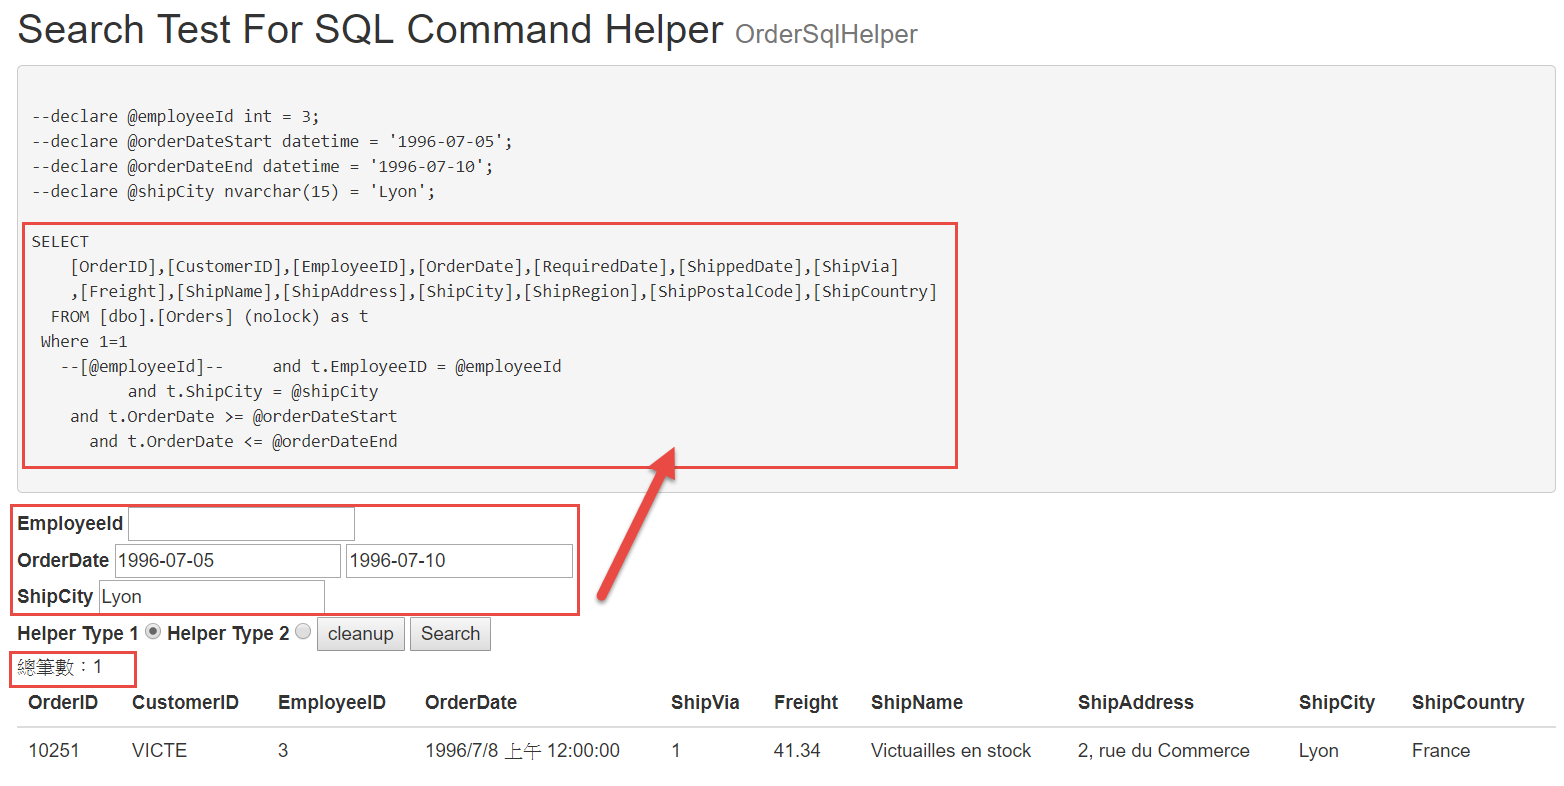 Search Test For SQL Command Helper OrderSqlHelper
--declare @employeeId int = 3;
--declare @orderDateStart datetime = '1996-07-05';
--declare @orderDateEnd datetime = '1996-07-10';
--declare @shipCity nvarchar(15) = 'Lyon';
SELECT
[OrderID],[CustomerID],[EmployeeID],[OrderDate],[RequiredDate],[ShippedDate],[ShipVia]
,[Freight],[ShipName],[ShipAddress],[ShipCity],[ShipRegion],[ShipPostalCode],[ShipCountry]
FROM [dbo].[Orders] (nolock) as t
Where 1=1
--[@employeeId]-- and t.EmployeeID = @employeeId
and t.ShipCity = @shipCity
and t.OrderDate >= @orderDateStart
and t.OrderDate <= @orderDateEnd
EmployeeId
OrderDate 1996-07-05 1996-07-10
ShipCity Lyon
Helper Type 1 Helper Type 2 cleanup Search
總筆數：1
OrderID CustomerID EmployeeID OrderDate ShipVia Freight ShipName ShipAddress ShipCity ShipCountry
10251 VICTE 3 1996/7/8 上午 12:00:00 1 41.34 Victuailles en stock 2, rue du Commerce Lyon France